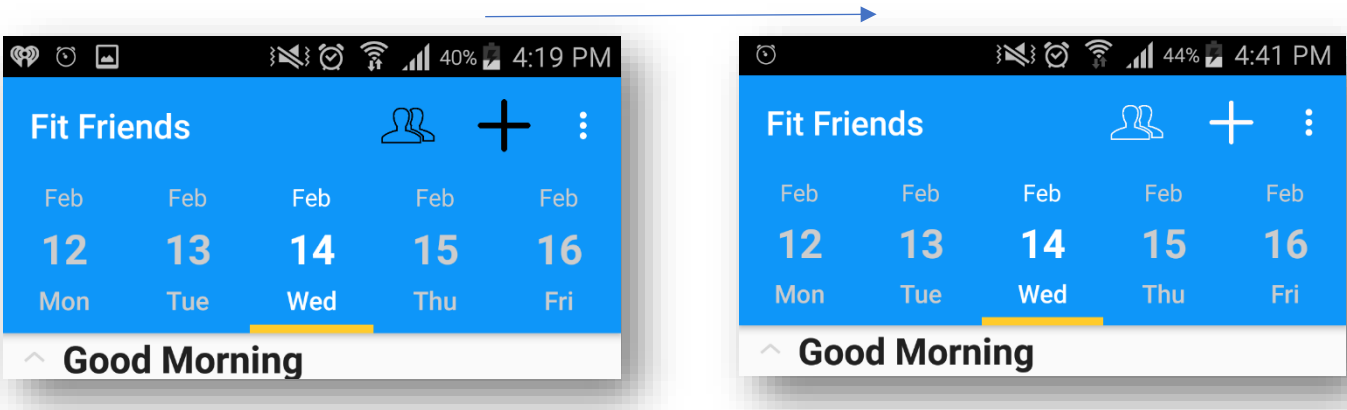 40% 4:19 PM
Fit Friends
Feb Feb Feb Feb Feb
12 13 14 15 16
Mon Tue Wed Thu Fri
Good Morning
44% 4:41 PM
Fit Friends
Feb Feb Feb Feb Feb
12 13 14 15 16
Mon Tue Wed Thu Fri
Good Morning